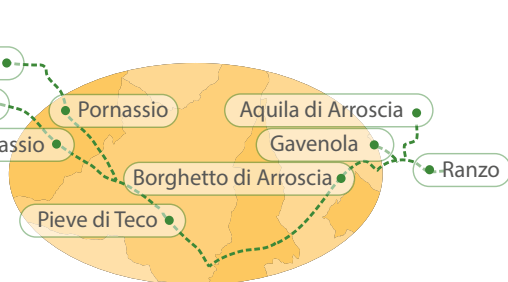 Pornassio
Aquila di Arroscia
assio
Gavenola
Borghetto di Arroscia
Ranzo
Pieve di Teco